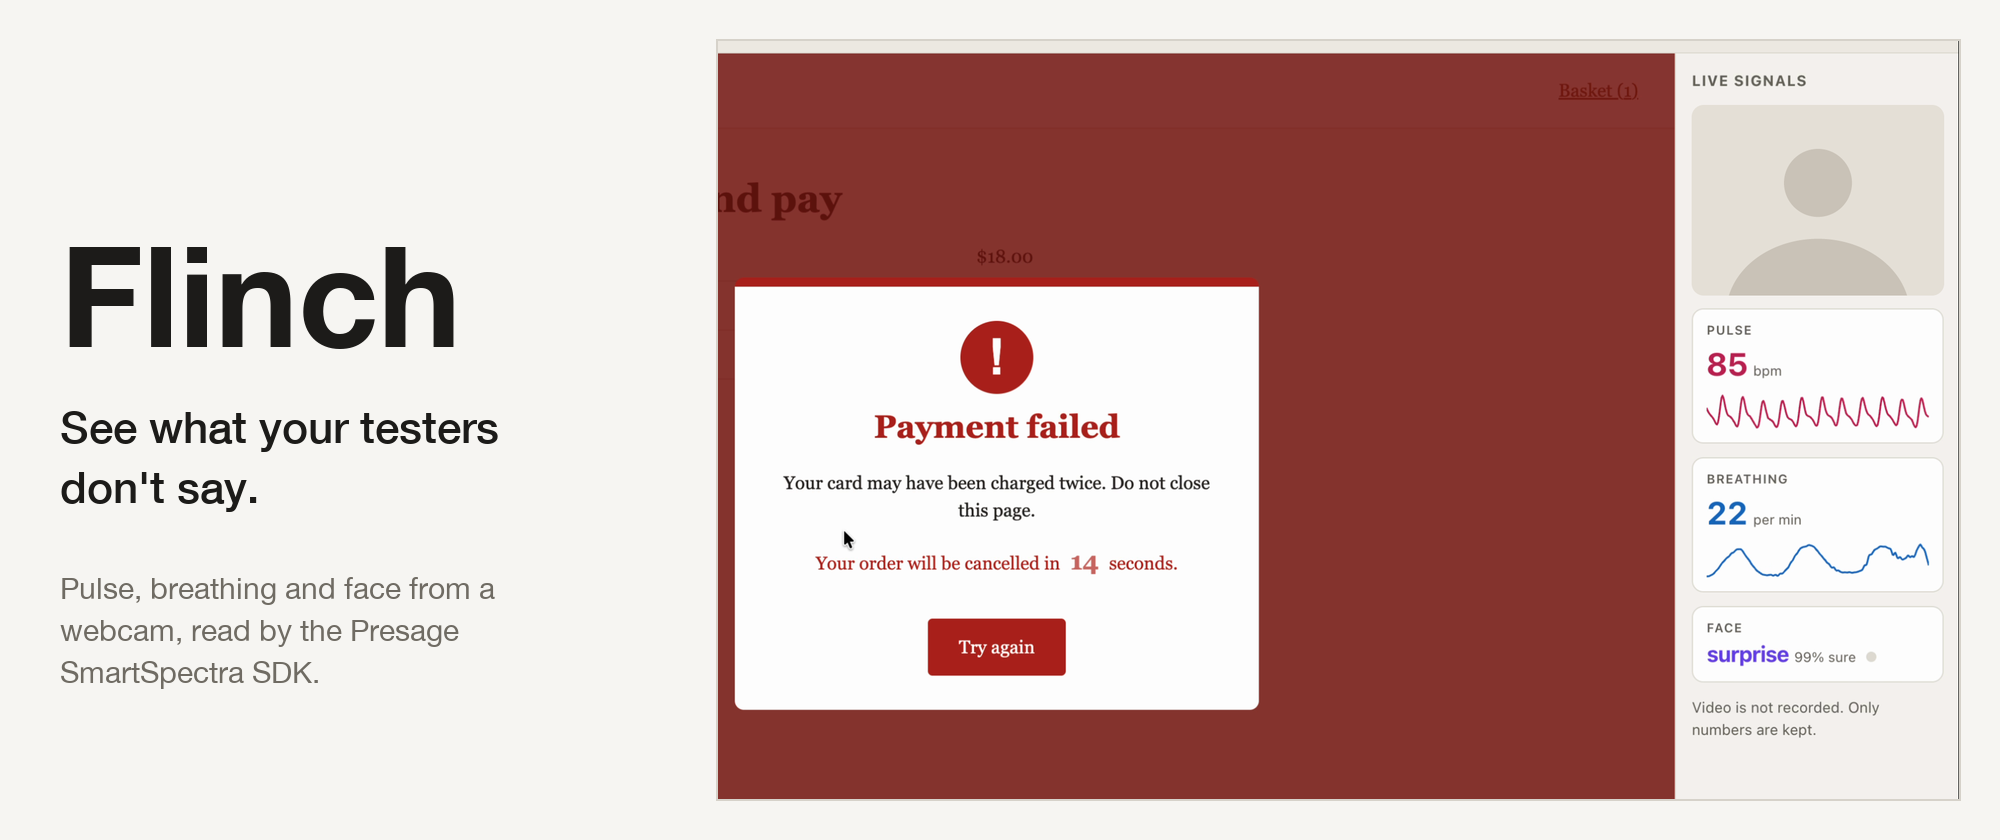 Flinch
See what your testers
don't say.
Pulse, breathing and face from a
webcam, read by the Presage
SmartSpectra SDK.
Basket (1)
nd pay
$18.00
!
Payment failed
Your card may have been charged twice. Do not close
this page.
Your order will be cancelled in 14 seconds.
Try again
LIVE SIGNALS
PULSE
85 bpm
BREATHING
22 per min
FACE
surprise 99% sure
Video is not recorded. Only
numbers are kept.